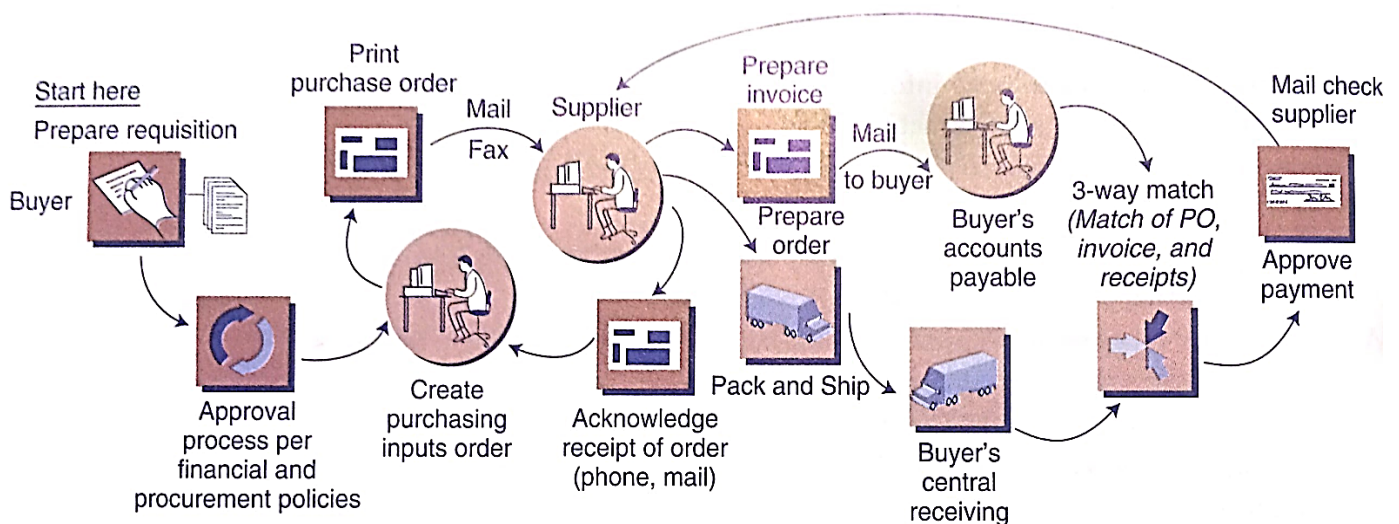 Start here
Prepare requisition
Buyer
Approval
process per
financial and
procurement policies
Print
purchase order
Mail
Fax
Create
purchasing
inputs order
Supplier
Acknowledge
receipt of order
(phone, mail)
Prepare
invoice
Mail
to buyer
Prepare
order
Pack and Ship
Buyer's
accounts
payable
Buyer's
central
receiving
3-way match
(Match of PO,
invoice, and
receipts)
Mail check
supplier
Approve
payment